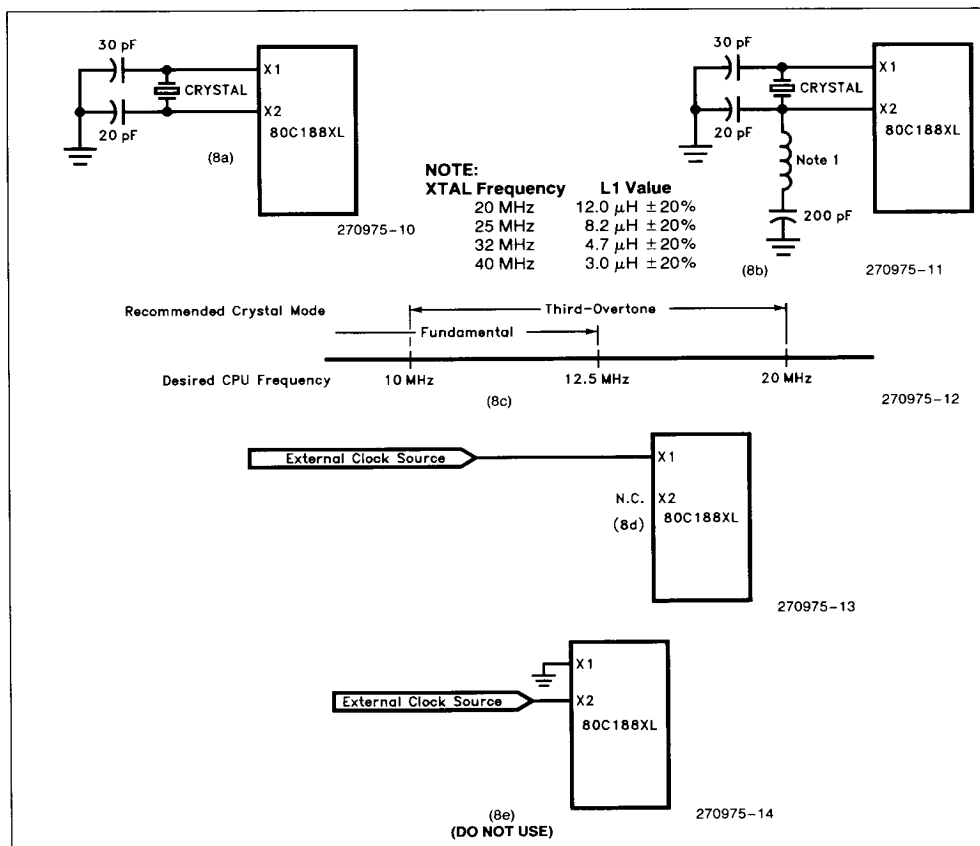 30 pF
X1
CRYSTAL
X2
20 pF
80C188XL
(8a)
270975-10
30 pF
X1
CRYSTAL
X2
20 pF
80C188XL
Note 1
200 pF
(8b)
270975-11
NOTE:
XTAL Frequency L1 Value
20 MHz 12.0 μH ±20%
25 MHz 8.2 μH ±20%
32 MHz 4.7 μH ±20%
40 MHz 3.0 μH ±20%
Recommended Crystal Mode
Third-Overtone
Fundamental
Desired CPU Frequency
10 MHz 12.5 MHz 20 MHz
(8c)
270975-12
External Clock Source
X1
N.C. X2
80C188XL
(8d)
270975-13
X1
External Clock Source
X2
80C188XL
(8e)
270975-14
(DO NOT USE)